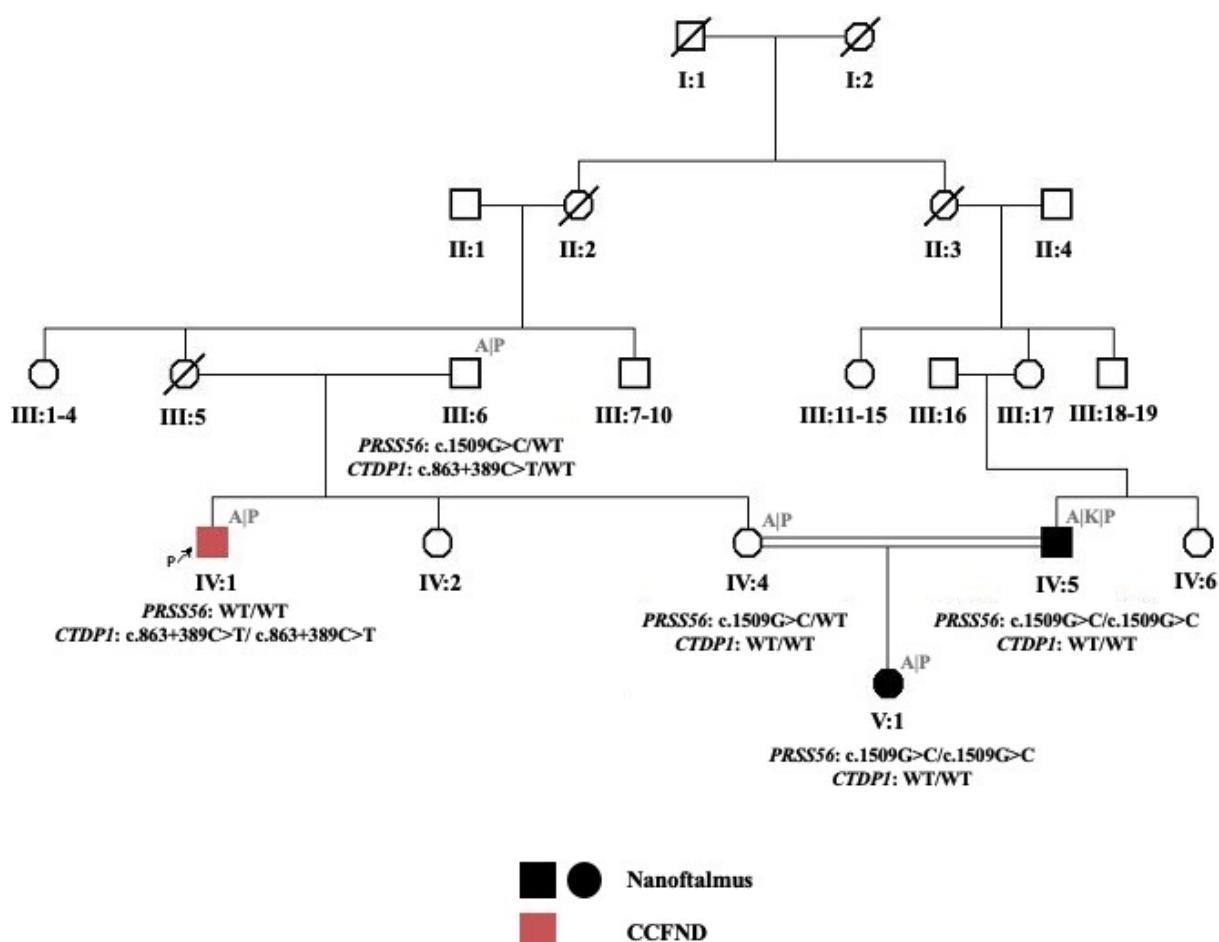 I:1 I:2
II:1 II:2 II:3 II:4
A|P
III:1-4 III:5 III:6 III:7-10 III:11-15 III:16 III:17 III:18-19
PRSS56: c.1509G>C/WT
CTDP1: c.863+389C>T/WT
A|P A|P A|K|P
P
IV:1 IV:2 IV:4 IV:5 IV:6
PRSS56: WT/WT PRSS56: c.1509G>C/WT PRSS56: c.1509G>C/c.1509G>C
CTDP1: c.863+389C>T/ c.863+389C>T CTDP1: WT/WT CTDP1: WT/WT
A|P
V:1
PRSS56: c.1509G>C/c.1509G>C
CTDP1: WT/WT
Nanoftalmus
CCFND